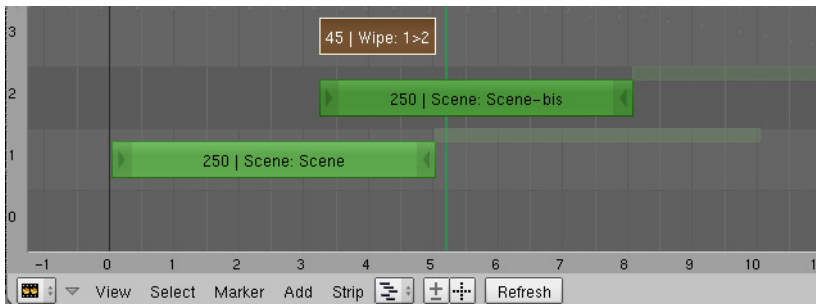 3
45 | Wipe: 1>2
2
250 | Scene: Scene-bis
1
250 | Scene: Scene
0
-1 0 1 2 3 4 5 6 7 8 9 10 1
View Select Marker Add Strip Refresh